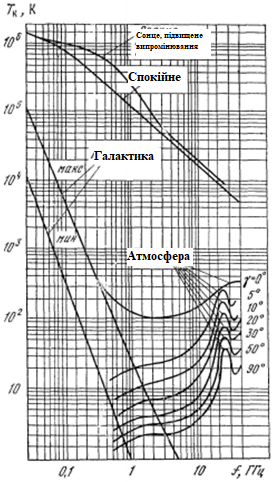 Tк, К
10⁶
Сонце, підвищене
випромінювання
Спокійне
10⁵
Галактика
макс
10⁴
мин
10³
Атмосфера
γ=0°
5°
10²
10°
20°
30°
50°
10
90°
0,1
1
10
f, ГГц